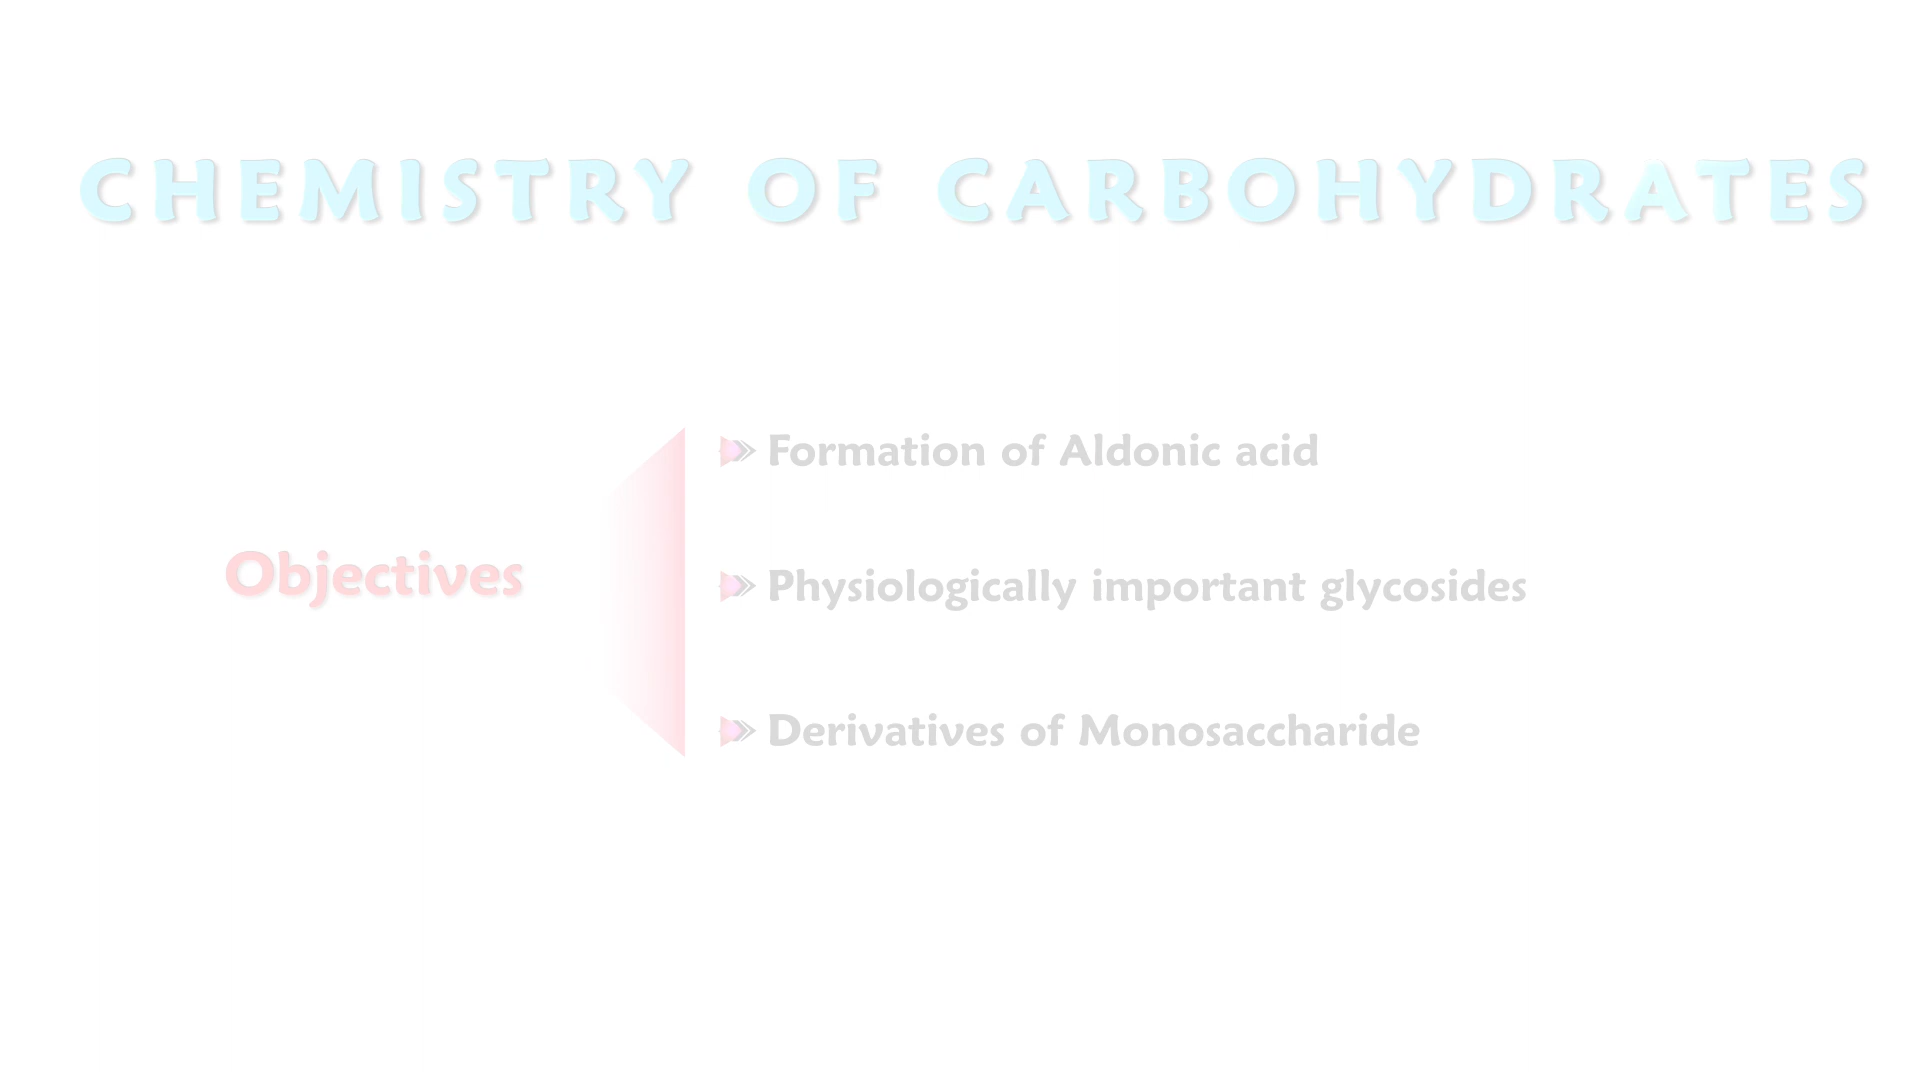 CHEMISTRY OF CARBOHYDRATES
Objectives
Formation of Aldonic acid
Physiologically important glycosides
Derivatives of Monosaccharide